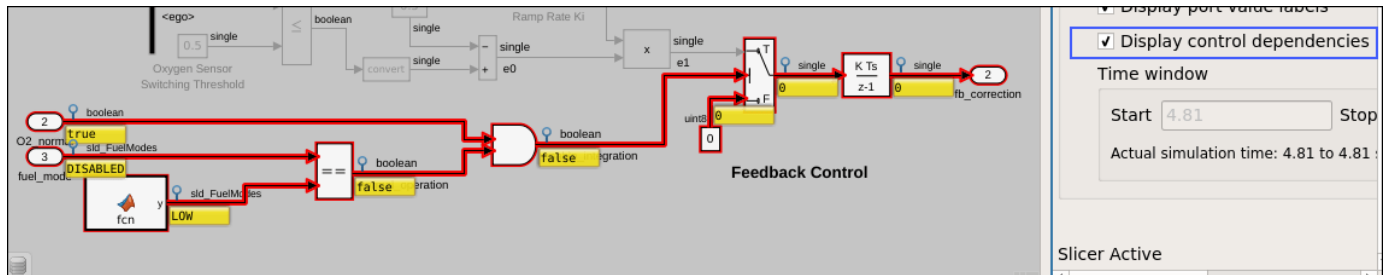 <ego>
boolean
≤
0.5
single
Oxygen Sensor
Switching Threshold
convert
single
single
Ramp Rate Ki
−
+
single
e0
x
single
e1
T
F
single
0
K Ts
z-1
single
0
2
fb_correction
uint8
0
0
Feedback Control
2
boolean
true
3
sld_FuelModes
DISABLED
fuel_mode
fcn
y
sld_FuelModes
LOW
==
boolean
false
boolean
false
Display port value labels
Display control dependencies
Time window
Start
4.81
Stop
Actual simulation time: 4.81 to 4.81
Slicer Active